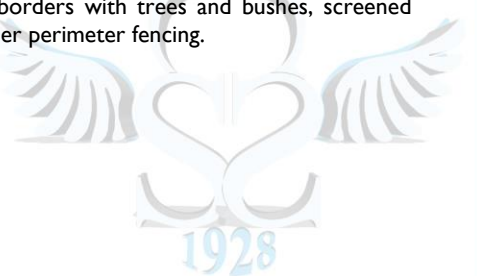 borders with trees and bushes, screened
er perimeter fencing.
1928